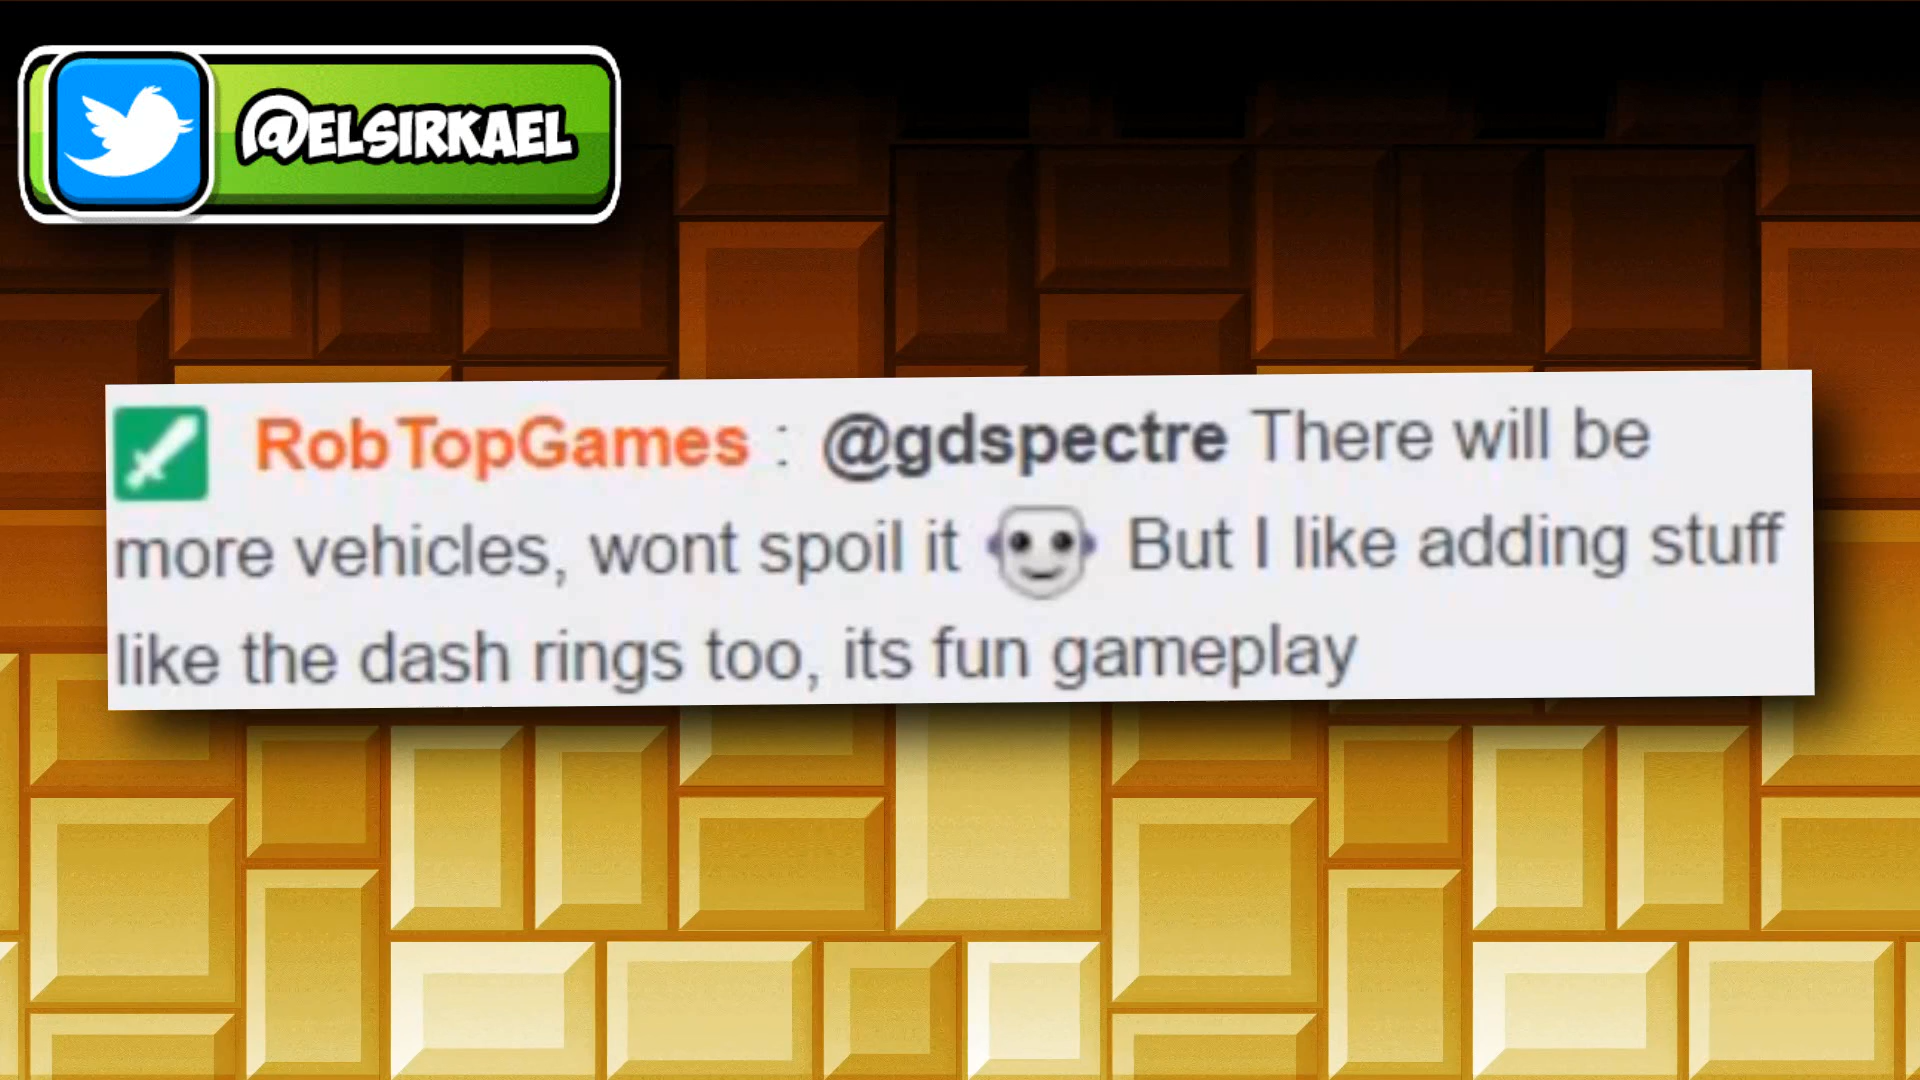 @ELSIRKAEL
RobTopGames : @gdspectre There will be
more vehicles, wont spoil it But I like adding stuff
like the dash rings too, its fun gameplay